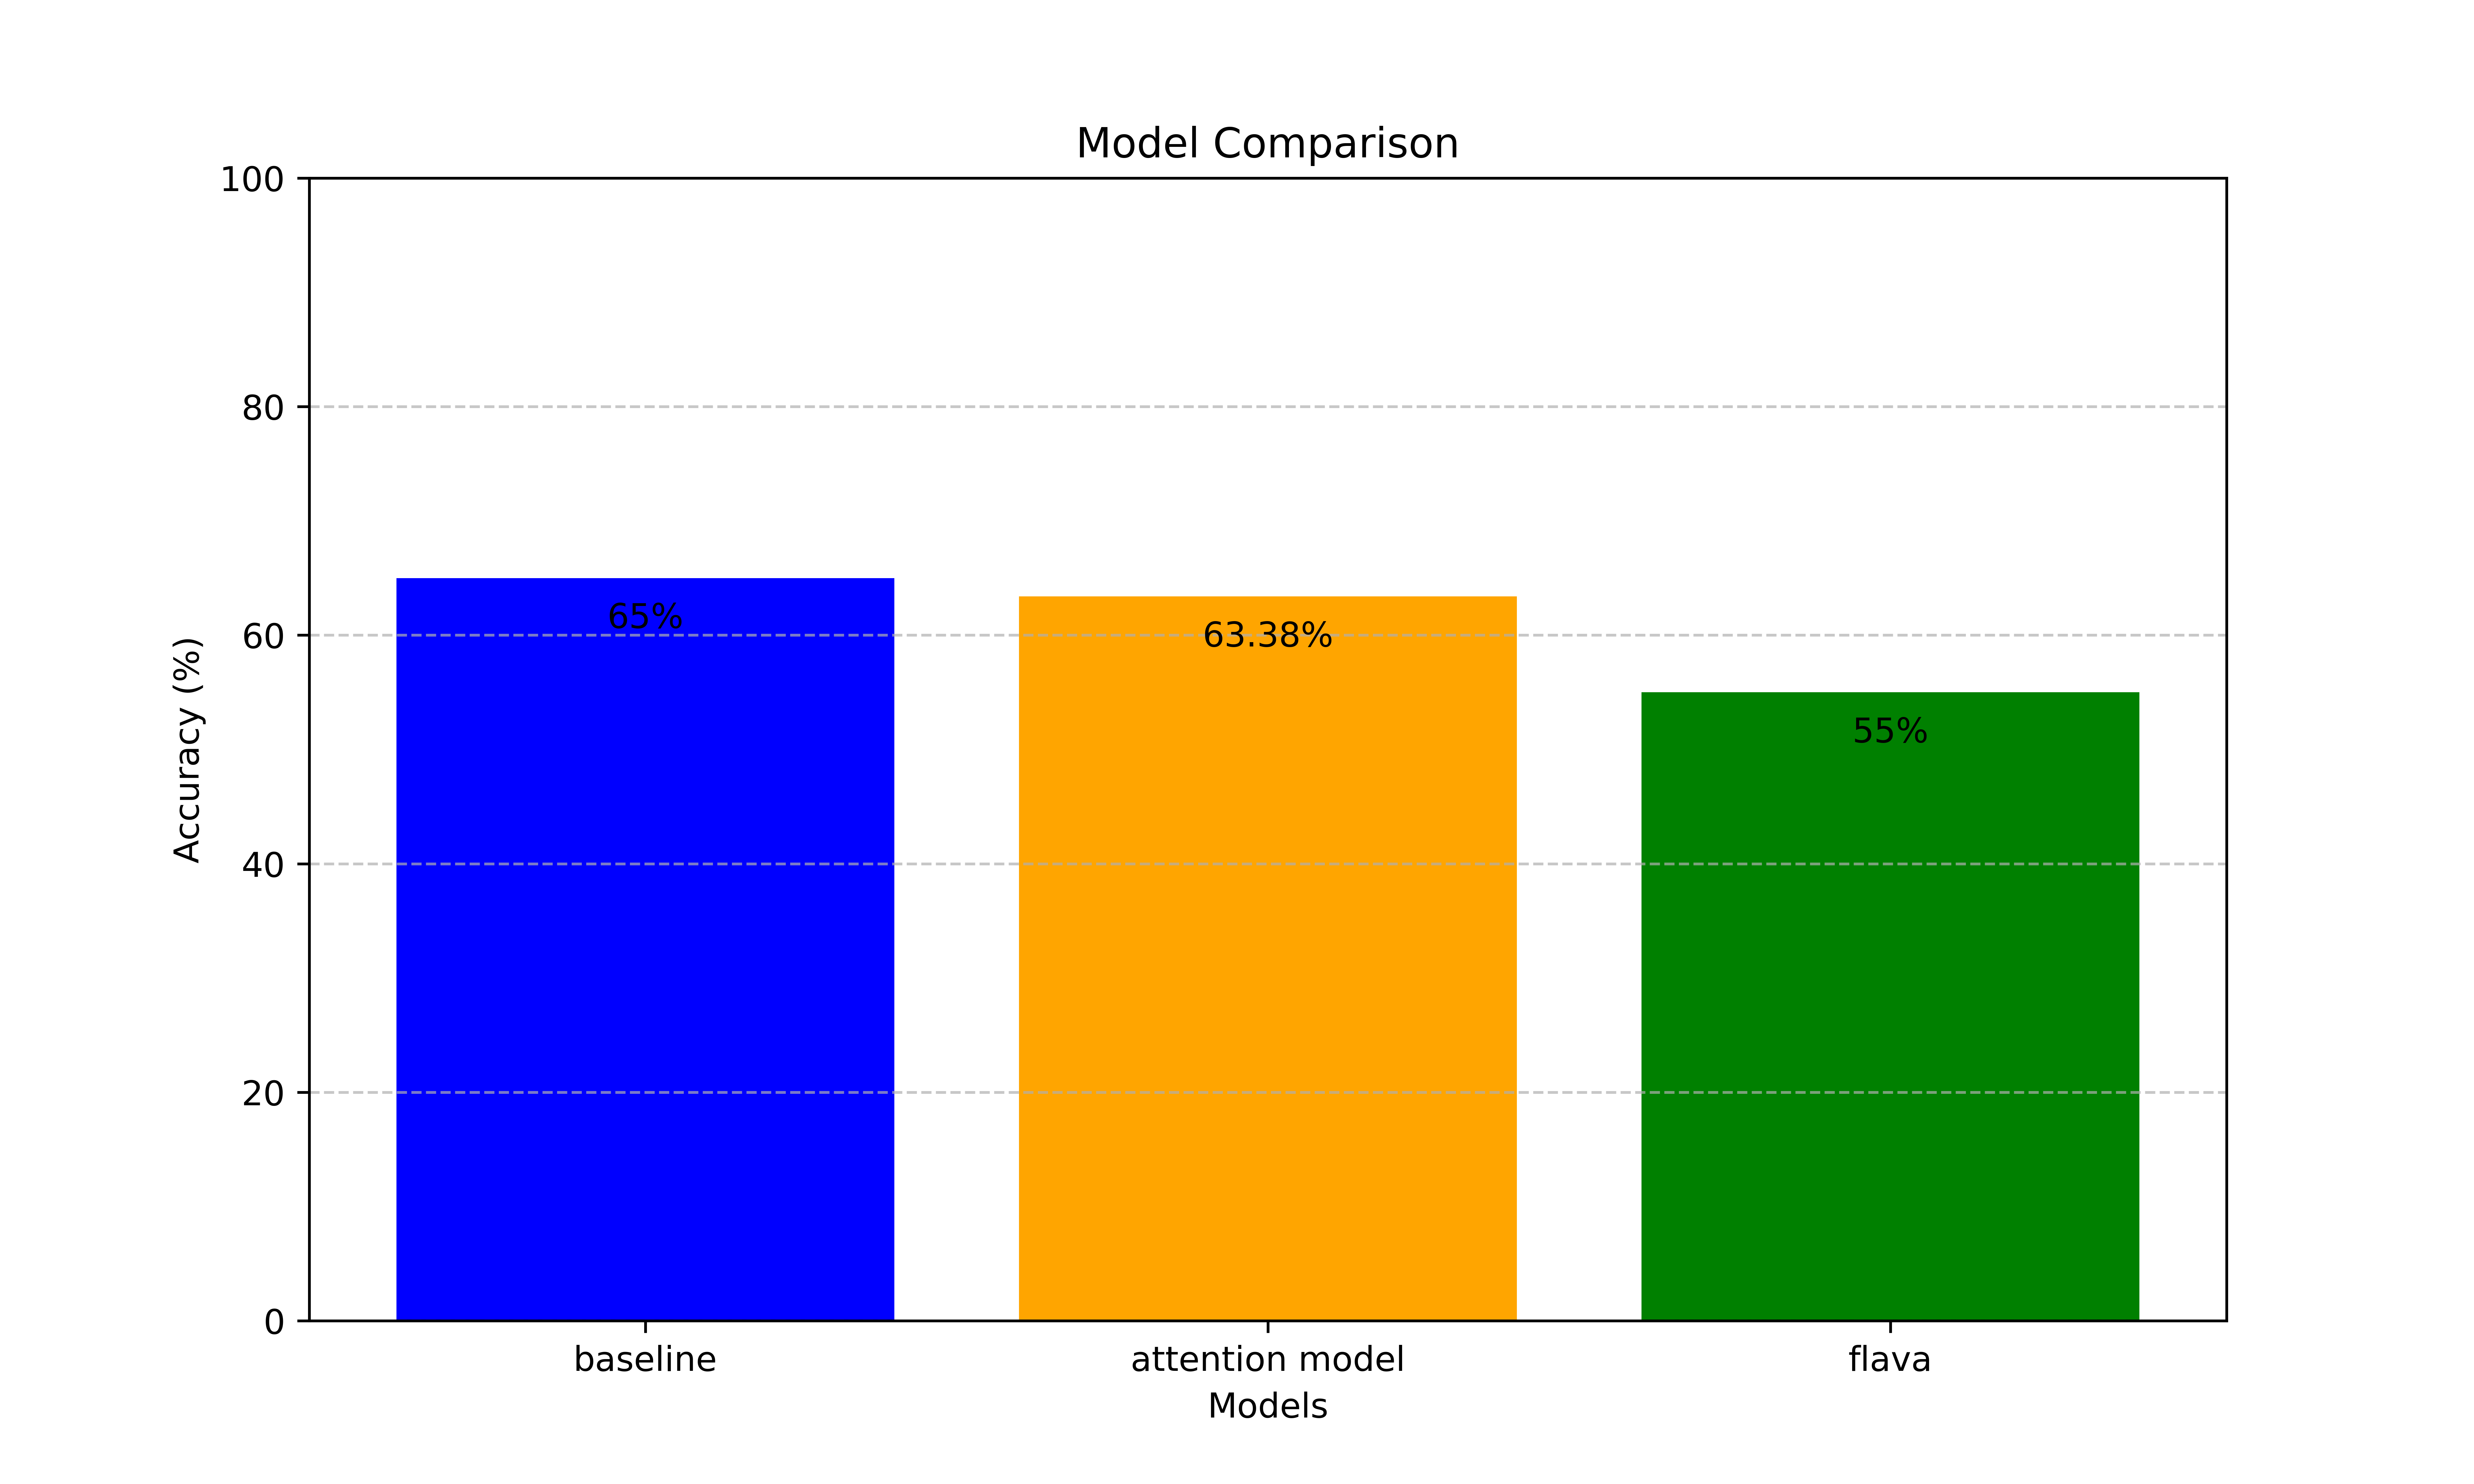 Model Comparison
100
80
60
40
20
0
Accuracy (%)
65%
63.38%
55%
baseline
attention model
flava
Models